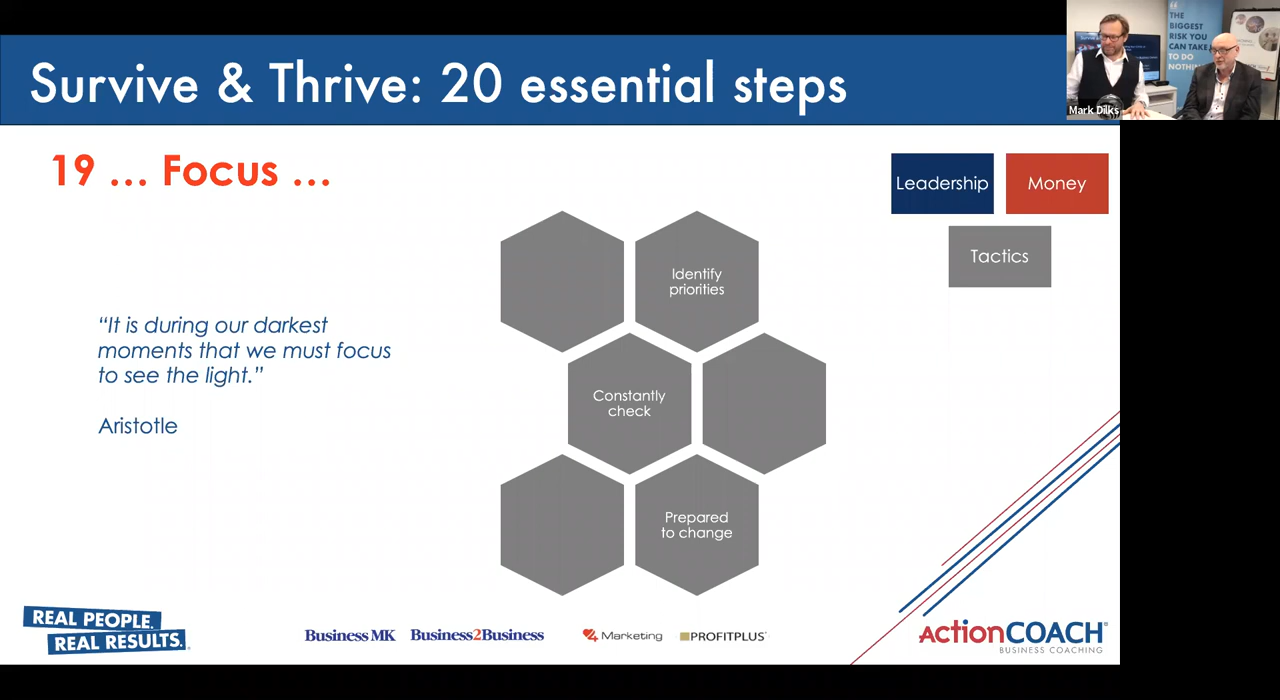 Survive & Thrive: 20 essential steps
THE
BIGGEST
RISK YOU
CAN TAKE
TO DO
NOTHIN
Mark Dilks
19 ... Focus ...
Leadership
Money
Tactics
Identify
priorities
“It is during our darkest
moments that we must focus
to see the light.”
Aristotle
Constantly
check
Prepared
to change
REAL PEOPLE.
REAL RESULTS.
Business MK
Business2Business
4 Marketing
PROFITPLUS
ActionCOACH
BUSINESS COACHING